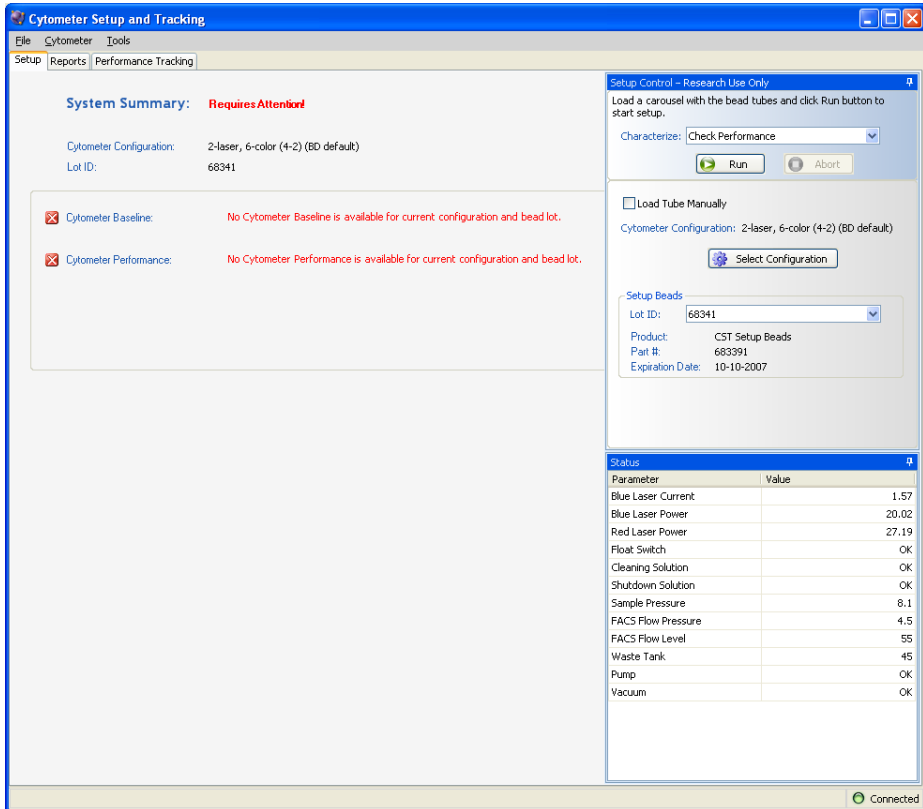 Cytometer Setup and Tracking
File Cytometer Tools
Setup Reports Performance Tracking
System Summary: Requires Attention!
Cytometer Configuration: 2-laser, 6-color (4-2) (BD default)
Lot ID: 68341
Cytometer Baseline: No Cytometer Baseline is available for current configuration and bead lot.
Cytometer Performance: No Cytometer Performance is available for current configuration and bead lot.
Setup Control – Research Use Only
Load a carousel with the bead tubes and click Run button to
start setup.
Characterize: Check Performance
Run Abort
Load Tube Manually
Cytometer Configuration: 2-laser, 6-color (4-2) (BD default)
Select Configuration
Setup Beads
Lot ID: 68341
Product: CST Setup Beads
Part #: 683391
Expiration Date: 10-10-2007
Status
Parameter Value
Blue Laser Current 1.57
Blue Laser Power 20.02
Red Laser Power 27.19
Float Switch OK
Cleaning Solution OK
Shutdown Solution OK
Sample Pressure 8.1
FACS Flow Pressure 4.5
FACS Flow Level 55
Waste Tank 45
Pump OK
Vacuum OK
Connected